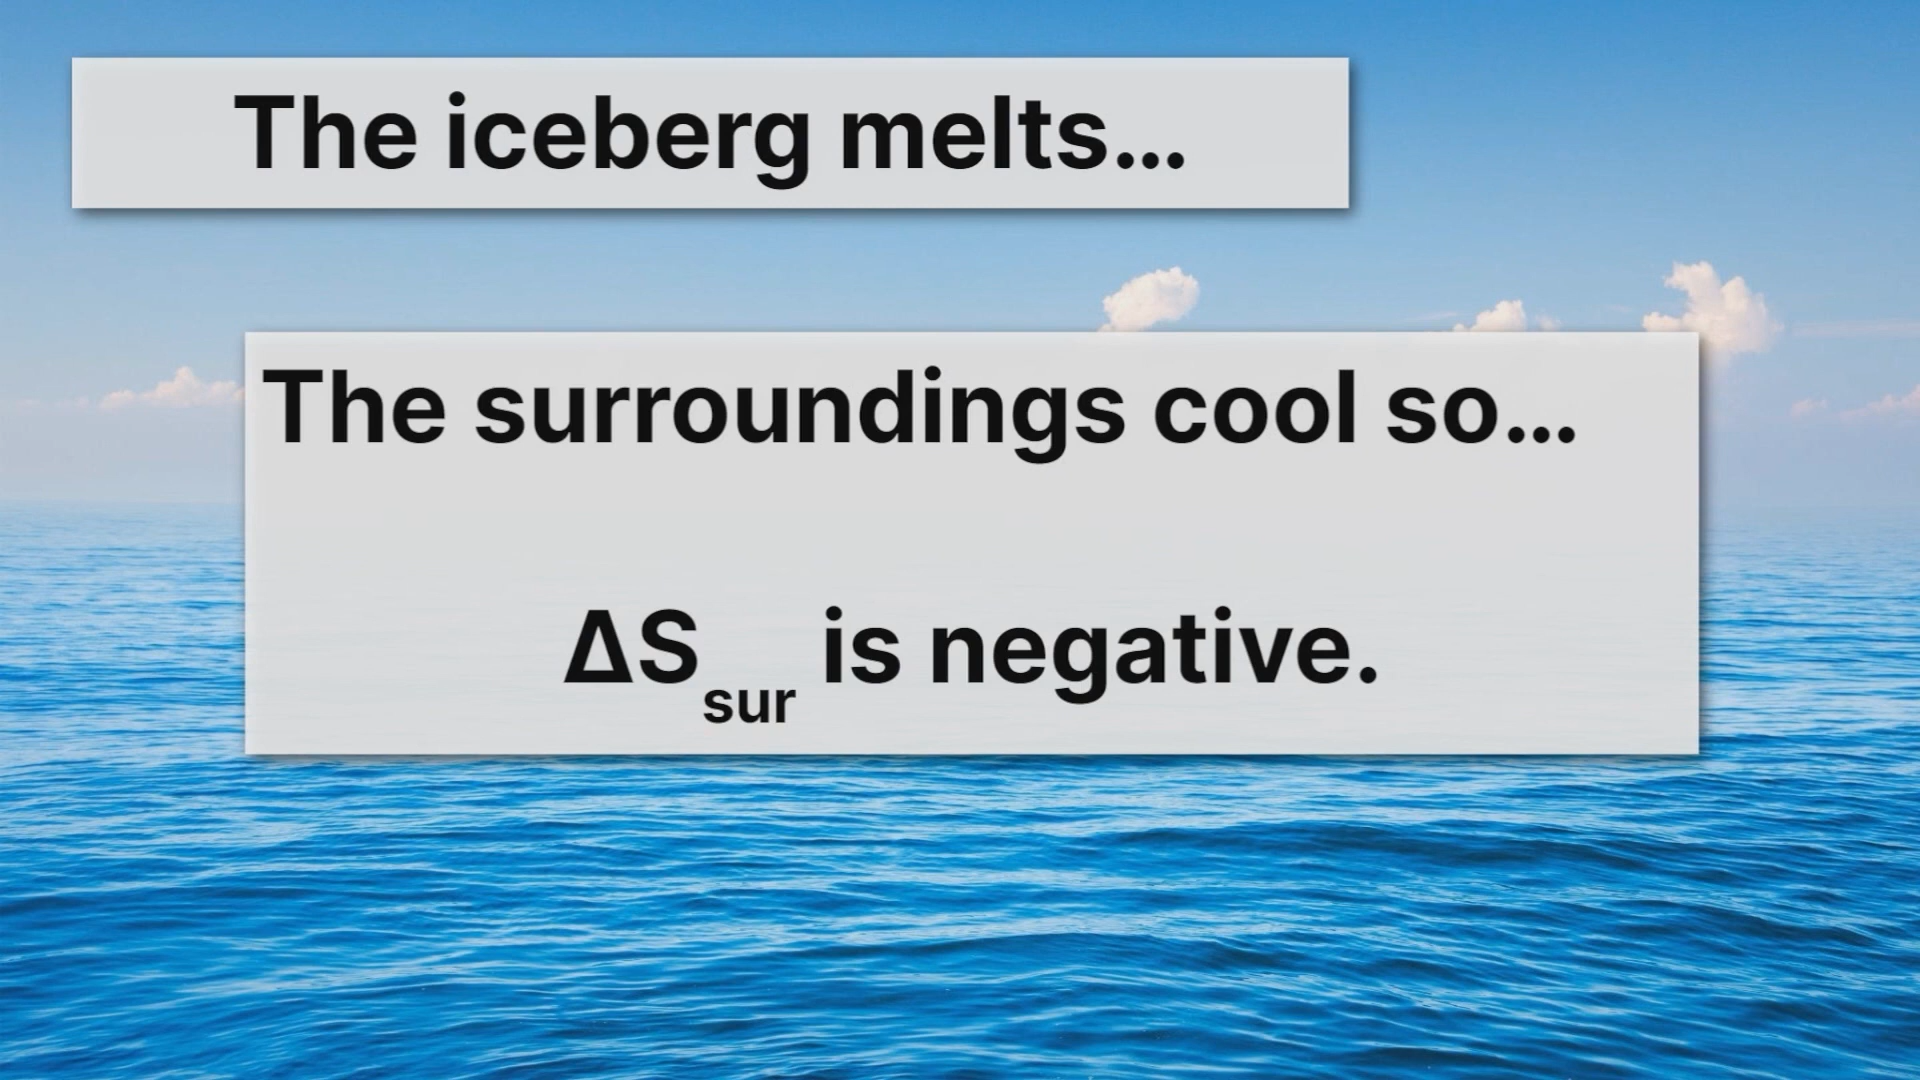 The iceberg melts...
The surroundings cool so...
ΔSsur is negative.